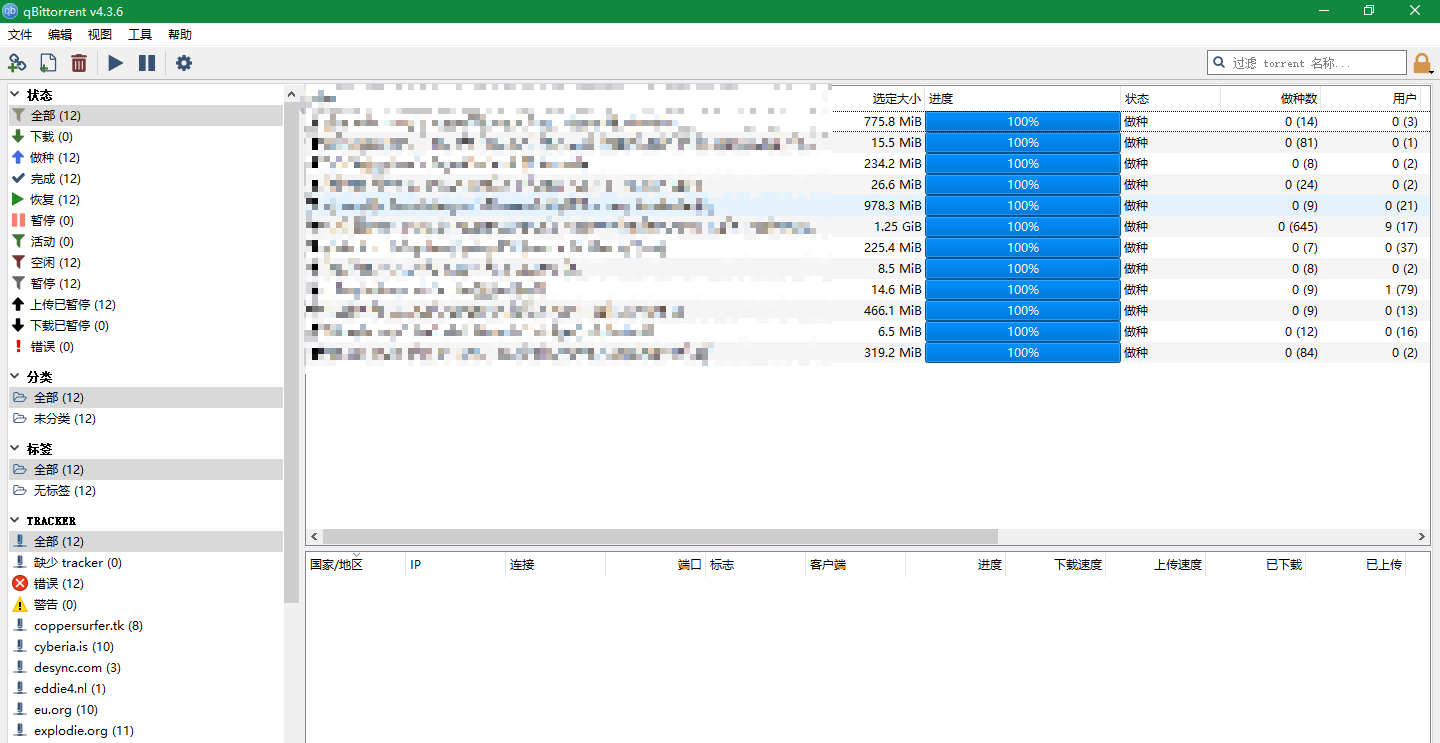 qBittorrent v4.3.6
文件 编辑 视图 工具 帮助
过滤 torrent 名称...
状态
全部 (12)
下载 (0)
做种 (12)
完成 (12)
恢复 (12)
暂停 (0)
活动 (0)
空闲 (12)
暂停 (12)
上传已暂停 (12)
下载已暂停 (0)
错误 (0)
分类
全部 (12)
未分类 (12)
标签
全部 (12)
无标签 (12)
TRACKER
全部 (12)
缺少 tracker (0)
错误 (12)
警告 (0)
coppersurfer.tk (8)
cyberia.is (10)
desync.com (3)
eddie4.nl (1)
eu.org (10)
explodie.org (11)
选定大小 进度 状态 做种数 用户
775.8 MiB 100% 做种 0 (14) 0 (3)
15.5 MiB 100% 做种 0 (81) 0 (1)
234.2 MiB 100% 做种 0 (8) 0 (2)
26.6 MiB 100% 做种 0 (24) 0 (2)
978.3 MiB 100% 做种 0 (9) 0 (21)
1.25 GiB 100% 做种 0 (645) 9 (17)
225.4 MiB 100% 做种 0 (7) 0 (37)
8.5 MiB 100% 做种 0 (8) 0 (2)
14.6 MiB 100% 做种 0 (9) 1 (79)
466.1 MiB 100% 做种 0 (9) 0 (13)
6.5 MiB 100% 做种 0 (12) 0 (16)
319.2 MiB 100% 做种 0 (84) 0 (2)
国家/地区 IP 连接 端口 标志 客户端 进度 下载速度 上传速度 已下载 已上传